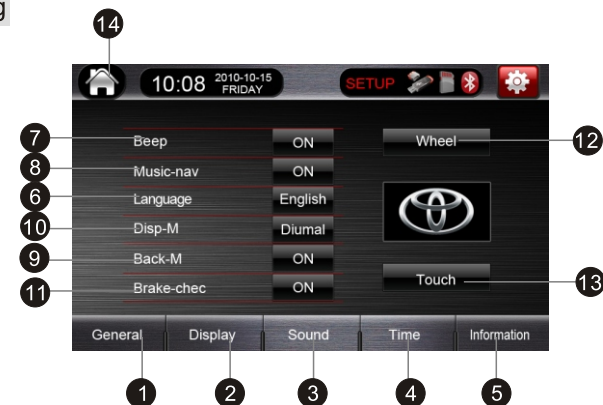 g
14
10:08 2010-10-15 FRIDAY SETUP
7 Beep ON Wheel 12
8 Music-nav ON
6 Language English
10 Disp-M Diumal
9 Back-M ON
11 Brake-chec ON Touch 13
General Display Sound Time Information
1 2 3 4 5